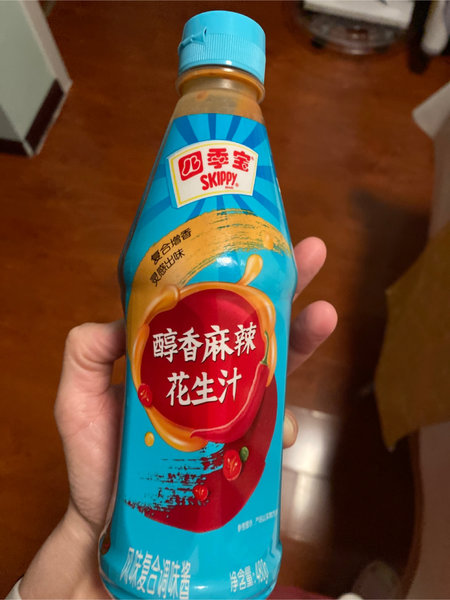 四季宝
SKIPPY
复合增香
灵感出味
醇香麻辣
花生汁
风味复合调味酱
净含量: 480g